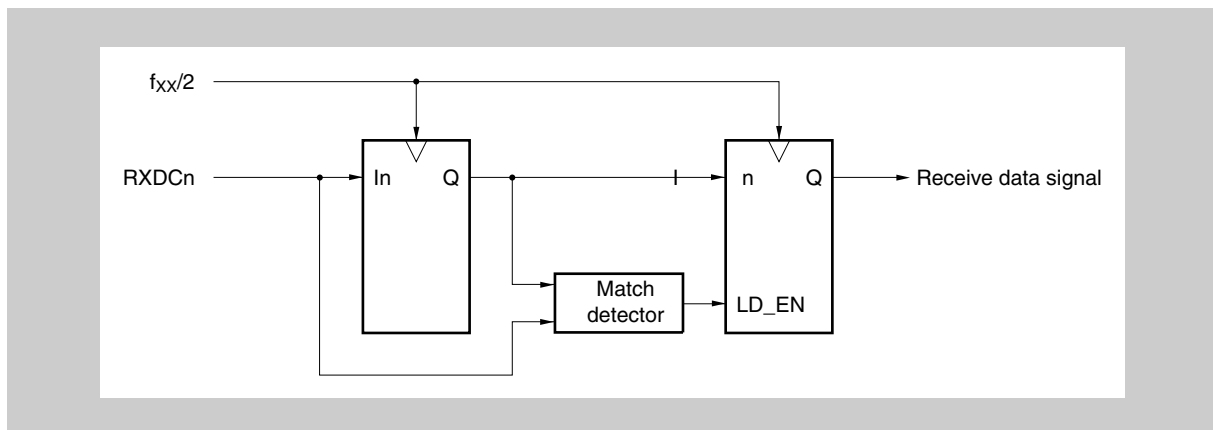 fXX/2
RXDCn
In
Q
I
n
Q
Receive data signal
Match
detector
LD_EN